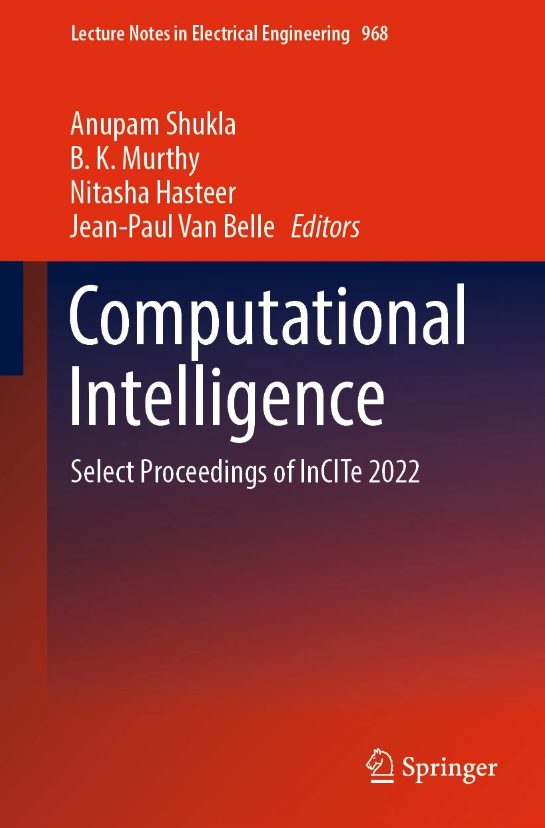 Lecture Notes in Electrical Engineering 968
Anupam Shukla
B. K. Murthy
Nitasha Hasteer
Jean-Paul Van Belle Editors
Computational
Intelligence
Select Proceedings of InCITe 2022
Springer